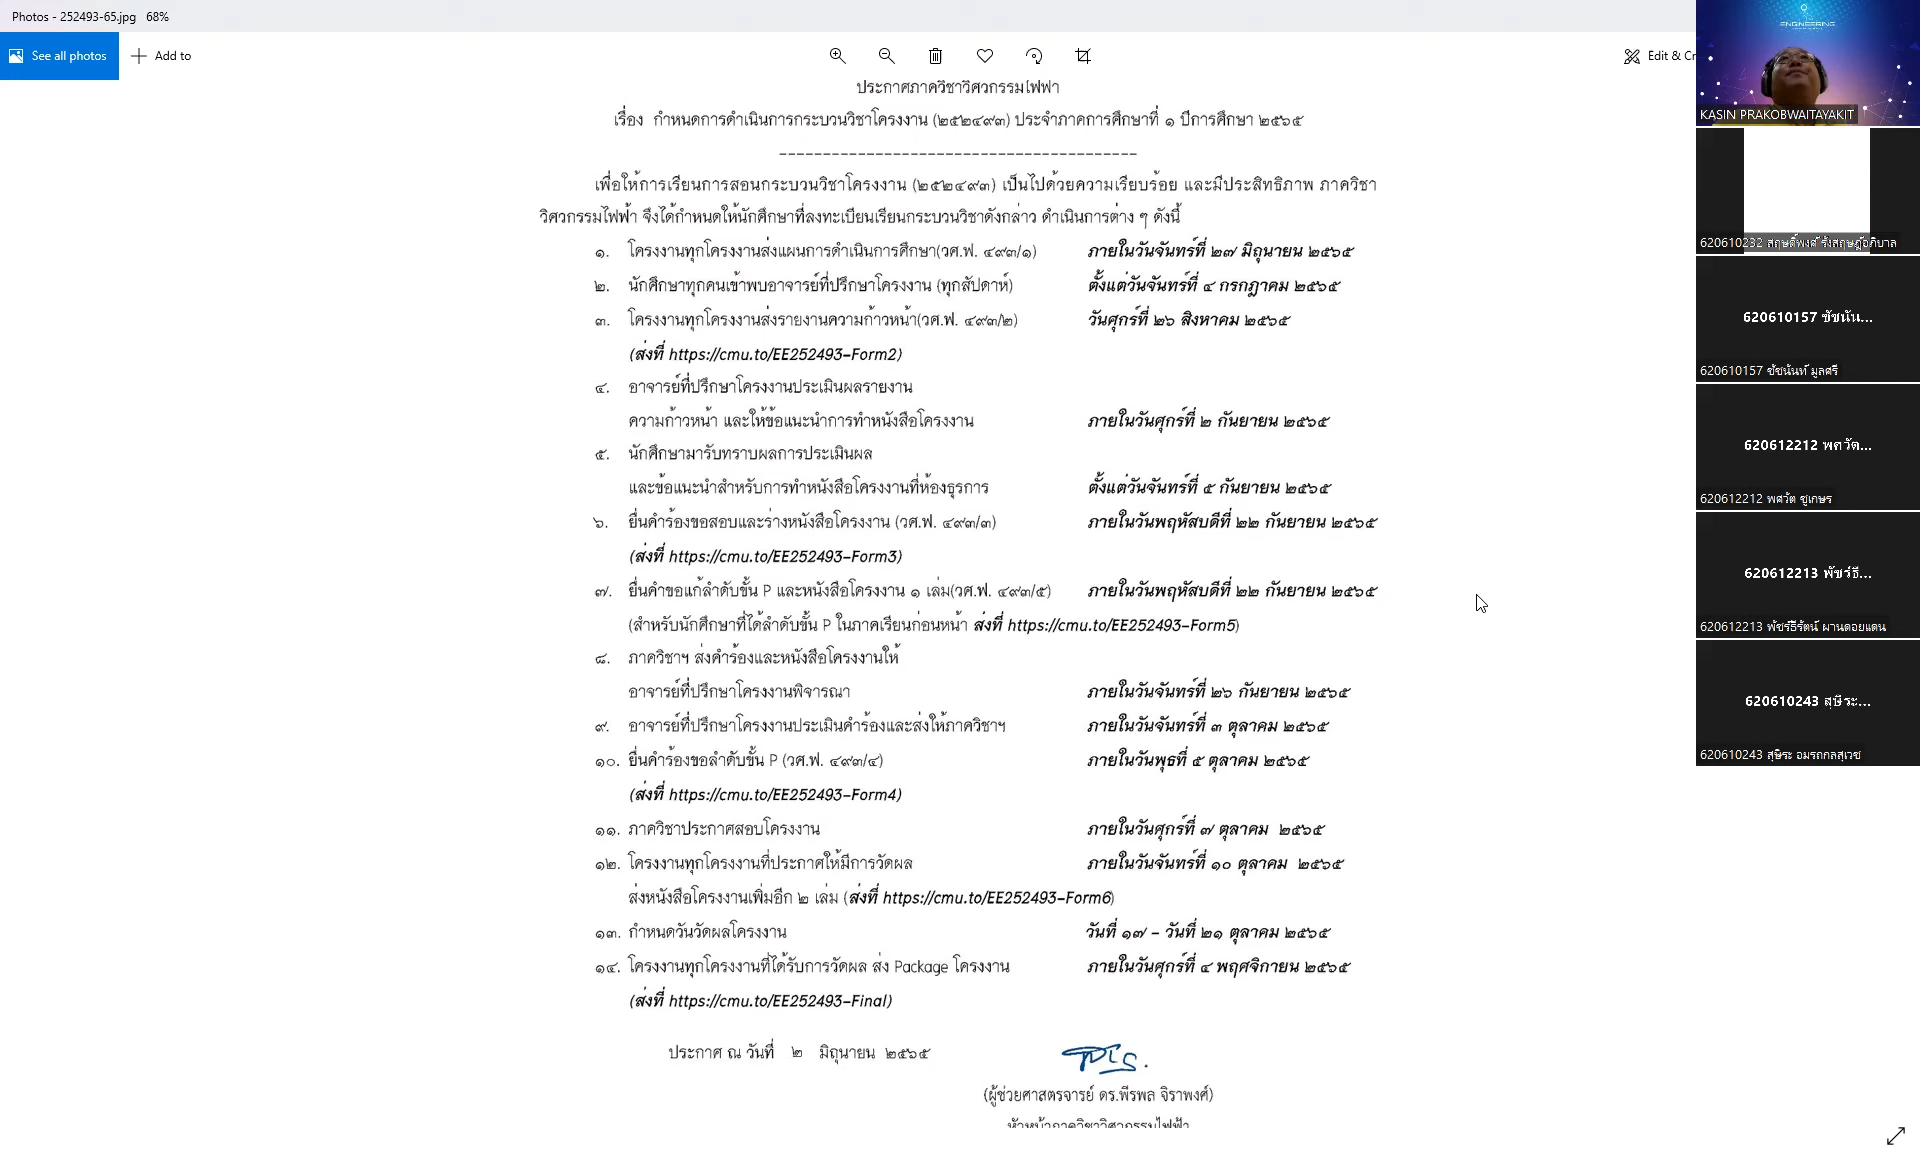 Photos - 252493-65.jpg 68%
See all photos
Add to
Edit & Cr
ประกาศภาควิชาวิศวกรรมไฟฟ้า
เรื่อง กำหนดการดำเนินการกระบวนวิชาโครงงาน (๒๕๒๔๙๓) ประจำภาคการศึกษาที่ ๑ ปีการศึกษา ๒๕๖๕
-----------------------------------------
เพื่อให้การเรียนการสอนกระบวนวิชาโครงงาน (๒๕๒๔๙๓) เป็นไปด้วยความเรียบร้อย และมีประสิทธิภาพ ภาควิชา
วิศวกรรมไฟฟ้า จึงได้กำหนดให้นักศึกษาที่ลงทะเบียนเรียนกระบวนวิชาดังกล่าว ดำเนินการต่าง ๆ ดังนี้
๑. โครงงานทุกโครงงานส่งแผนการดำเนินการศึกษา(วศ.ฟ. ๔๙๓/๑) ภายในวันจันทร์ที่ ๒๗ มิถุนายน ๒๕๖๕
๒. นักศึกษาทุกคนเข้าพบอาจารย์ที่ปรึกษาโครงงาน (ทุกสัปดาห์) ตั้งแต่วันจันทร์ที่ ๔ กรกฎาคม ๒๕๖๕
๓. โครงงานทุกโครงงานส่งรายงานความก้าวหน้า(วศ.ฟ. ๔๙๓/๒) วันศุกร์ที่ ๒๖ สิงหาคม ๒๕๖๕
(ส่งที่ https://cmu.to/EE252493-Form2)
๔. อาจารย์ที่ปรึกษาโครงงานประเมินผลรายงาน
ความก้าวหน้า และให้ข้อแนะนำการทำหนังสือโครงงาน ภายในวันศุกร์ที่ ๒ กันยายน ๒๕๖๕
๕. นักศึกษามารับทราบผลการประเมินผล
และข้อแนะนำสำหรับการทำหนังสือโครงงานที่ห้องธุรการ ตั้งแต่วันจันทร์ที่ ๕ กันยายน ๒๕๖๕
๖. ยื่นคำร้องขอสอบและร่างหนังสือโครงงาน (วศ.ฟ. ๔๙๓/๓) ภายในวันพฤหัสบดีที่ ๒๒ กันยายน ๒๕๖๕
(ส่งที่ https://cmu.to/EE252493-Form3)
๗. ยื่นคำขอแก้ลำดับขั้น P และหนังสือโครงงาน ๑ เล่ม(วศ.ฟ. ๔๙๓/๕) ภายในวันพฤหัสบดีที่ ๒๒ กันยายน ๒๕๖๕
(สำหรับนักศึกษาที่ได้ลำดับขั้น P ในภาคเรียนก่อนหน้า ส่งที่ https://cmu.to/EE252493-Form5)
๘. ภาควิชาฯ ส่งคำร้องและหนังสือโครงงานให้
อาจารย์ที่ปรึกษาโครงงานพิจารณา ภายในวันจันทร์ที่ ๒๖ กันยายน ๒๕๖๕
๙. อาจารย์ที่ปรึกษาโครงงานประเมินคำร้องและส่งให้ภาควิชาฯ ภายในวันจันทร์ที่ ๓ ตุลาคม ๒๕๖๕
๑๐. ยื่นคำร้องขอลำดับขั้น P (วศ.ฟ. ๔๙๓/๔) ภายในวันพุธที่ ๕ ตุลาคม ๒๕๖๕
(ส่งที่ https://cmu.to/EE252493-Form4)
๑๑. ภาควิชาประกาศสอบโครงงาน ภายในวันศุกร์ที่ ๗ ตุลาคม ๒๕๖๕
๑๒. โครงงานทุกโครงงานที่ประกาศให้มีการวัดผล ภายในวันจันทร์ที่ ๑๐ ตุลาคม ๒๕๖๕
ส่งหนังสือโครงงานเพิ่มอีก ๒ เล่ม (ส่งที่ https://cmu.to/EE252493-Form6)
๑๓. กำหนดวันวัดผลโครงงาน วันที่ ๑๗ - วันที่ ๒๑ ตุลาคม ๒๕๖๕
๑๔. โครงงานทุกโครงงานที่ได้รับการวัดผล ส่ง Package โครงงาน ภายในวันศุกร์ที่ ๔ พฤศจิกายน ๒๕๖๕
(ส่งที่ https://cmu.to/EE252493-Final)
ประกาศ ณ วันที่ ๒ มิถุนายน ๒๕๖๕
(ผู้ช่วยศาสตราจารย์ ดร.พีรพล จิราพงศ์)
หัวหน้าภาควิชาวิศวกรรมไฟฟ้า
ENGINEERING
KASIN PRAKOBWAITAYAKIT
620610232 สฤษดิ์พงศ์ รังสฤษฎ์อภิบาล
620610157 ชัชนัน...
620610157 ชัชนันท์ มูลศรี
620612212 พศวัต...
620612212 พศวัต ชูเกษร
620612213 พัชร์ธี...
620612213 พัชร์ธีรัตน์ ผานดอยแดน
620610243 สุษิระ...
620610243 สุษิระ อมรถกลสุเวช